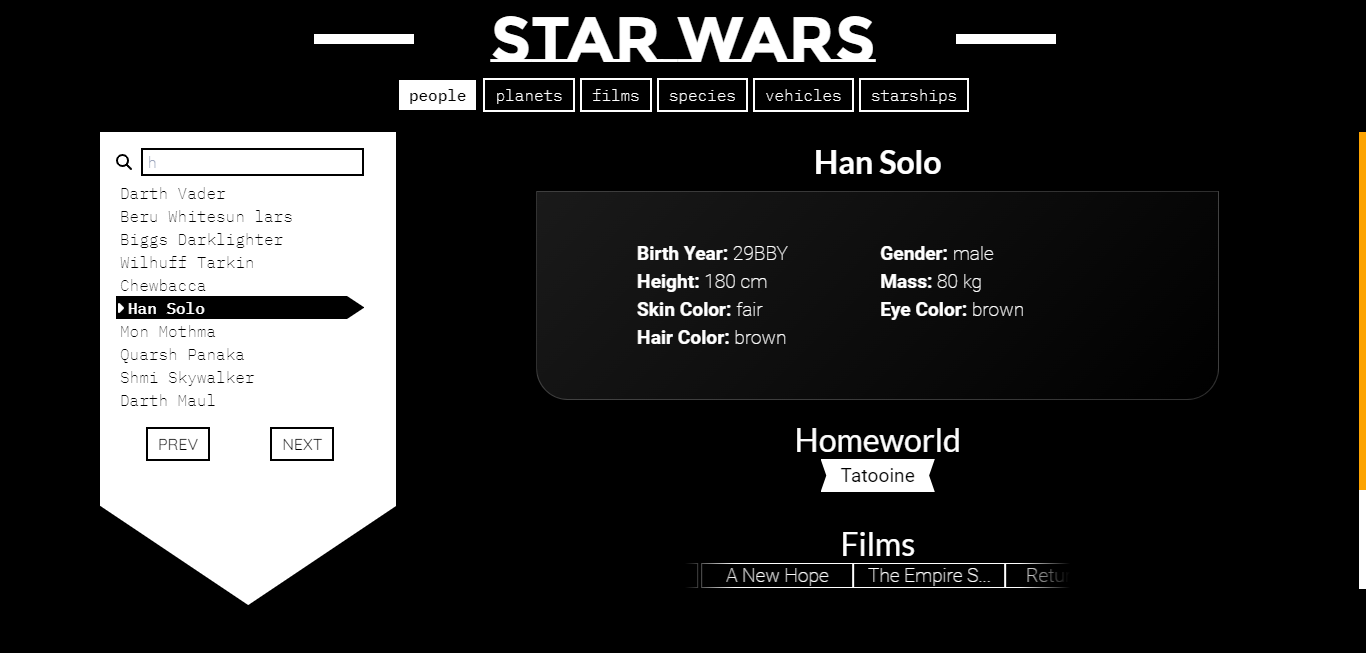 STAR WARS
people planets films species vehicles starships
h
Darth Vader
Beru Whitesun lars
Biggs Darklighter
Wilhuff Tarkin
Chewbacca
Han Solo
Mon Mothma
Quarsh Panaka
Shmi Skywalker
Darth Maul
PREV NEXT
Han Solo
Birth Year: 29BBY Gender: male
Height: 180 cm Mass: 80 kg
Skin Color: fair Eye Color: brown
Hair Color: brown
Homeworld
Tatooine
Films
A New Hope The Empire S...